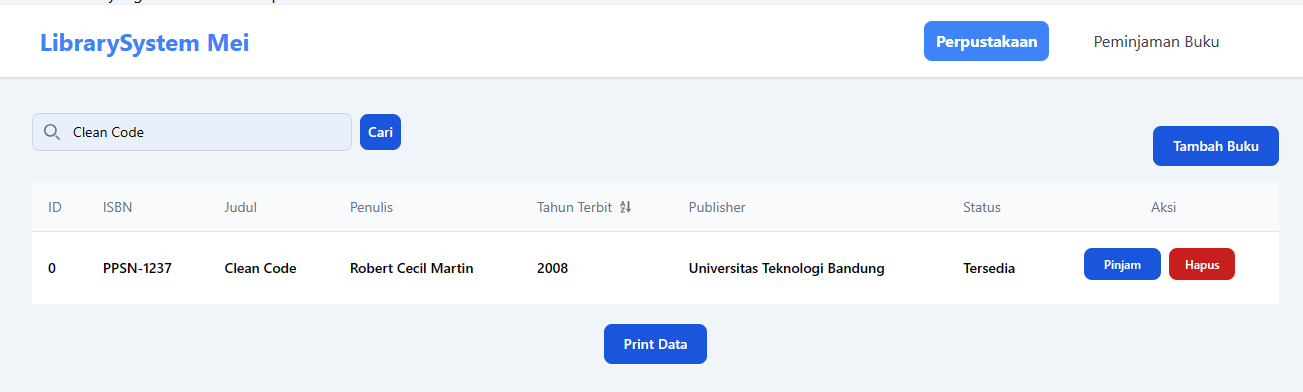 LibrarySystem Mei
Perpustakaan
Peminjaman Buku
Clean Code
Cari
Tambah Buku
ID ISBN Judul Penulis Tahun Terbit Publisher Status Aksi
0 PPSN-1237 Clean Code Robert Cecil Martin 2008 Universitas Teknologi Bandung Tersedia Pinjam Hapus
Print Data